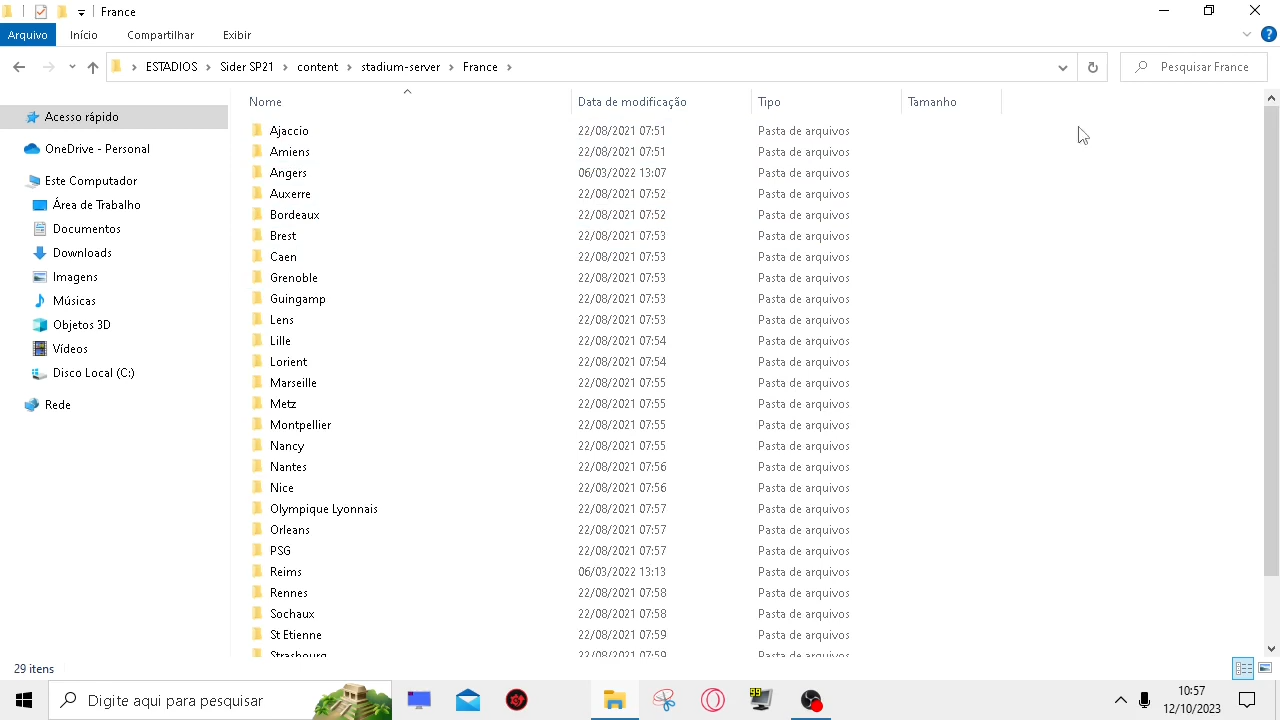 France
Arquivo Início Compartilhar Exibir
ESTÁDIOS Sider SP21 content stadium-server France Pesquisar France
Nome Data de modificação Tipo Tamanho
Acesso rápido
OneDrive - Personal
Este Computador
Área de Trabalho
Documentos
Downloads
Imagens
Músicas
Objetos 3D
Vídeos
Disco Local (C:)
Rede
Ajaccio 22/08/2021 07:51 Pasta de arquivos
Amiens 22/08/2021 07:51 Pasta de arquivos
Angers 06/03/2022 13:07 Pasta de arquivos
Auxerre 22/08/2021 07:52 Pasta de arquivos
Bordeaux 22/08/2021 07:52 Pasta de arquivos
Brest 22/08/2021 07:53 Pasta de arquivos
Caen 22/08/2021 07:53 Pasta de arquivos
Grenoble 22/08/2021 07:53 Pasta de arquivos
Guingamp 22/08/2021 07:53 Pasta de arquivos
Lens 22/08/2021 07:53 Pasta de arquivos
Lille 22/08/2021 07:54 Pasta de arquivos
Lorient 22/08/2021 07:54 Pasta de arquivos
Marseille 22/08/2021 07:55 Pasta de arquivos
Metz 22/08/2021 07:55 Pasta de arquivos
Montpellier 22/08/2021 07:55 Pasta de arquivos
Nancy 22/08/2021 07:55 Pasta de arquivos
Nantes 22/08/2021 07:56 Pasta de arquivos
Nice 22/08/2021 07:56 Pasta de arquivos
Olympique Lyonnais 22/08/2021 07:57 Pasta de arquivos
Orleans 22/08/2021 07:57 Pasta de arquivos
PSG 22/08/2021 07:57 Pasta de arquivos
Reims 06/03/2022 13:13 Pasta de arquivos
Rennes 22/08/2021 07:58 Pasta de arquivos
Sochaux 22/08/2021 07:58 Pasta de arquivos
St Etienne 22/08/2021 07:59 Pasta de arquivos
Strasbourg 22/08/2021 07:59 Pasta de arquivos
29 itens
Digite aqui para pesquisar
99
10:57
12/10/2023